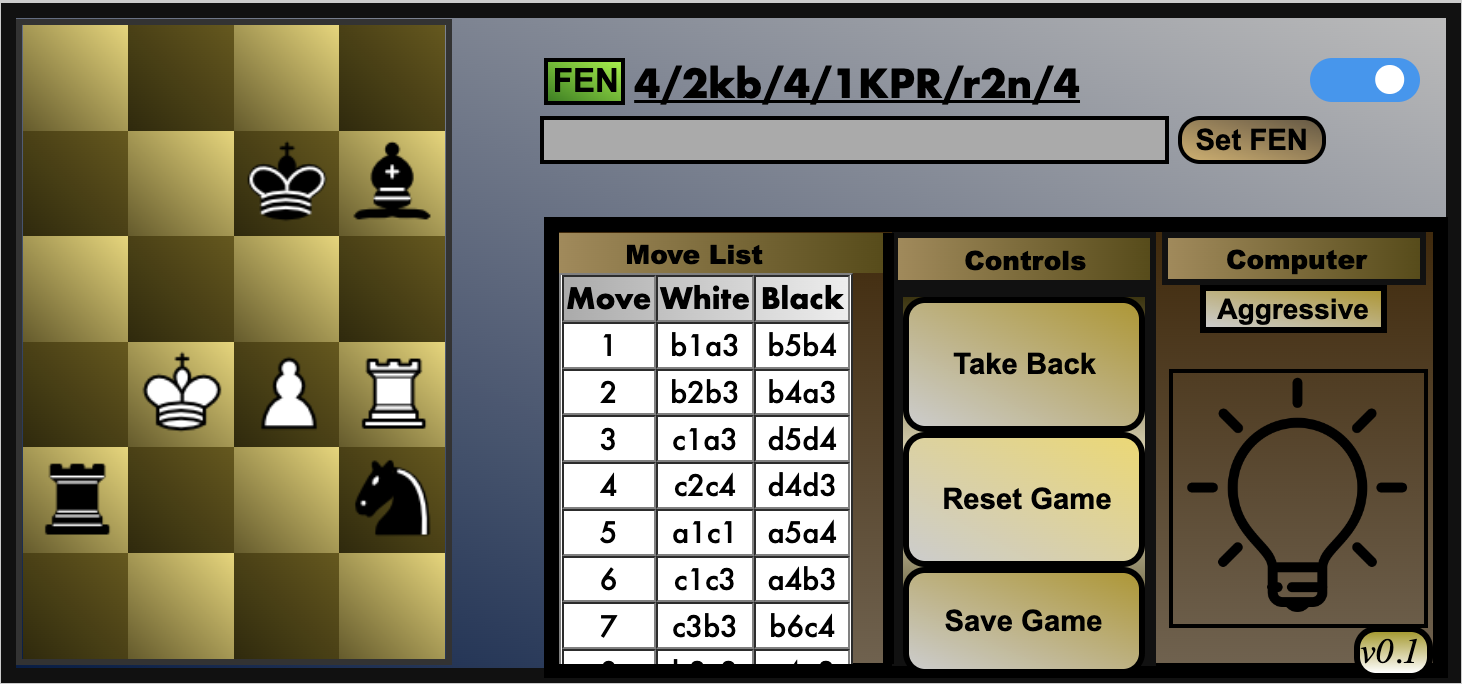 FEN 4/2kb/4/1KPR/r2n/4
Set FEN
Move List
Move White Black
1 b1a3 b5b4
2 b2b3 b4a3
3 c1a3 d5d4
4 c2c4 d4d3
5 a1c1 a5a4
6 c1c3 a4b3
7 c3b3 b6c4
Controls
Take Back
Reset Game
Save Game
Computer
Aggressive
v0.1